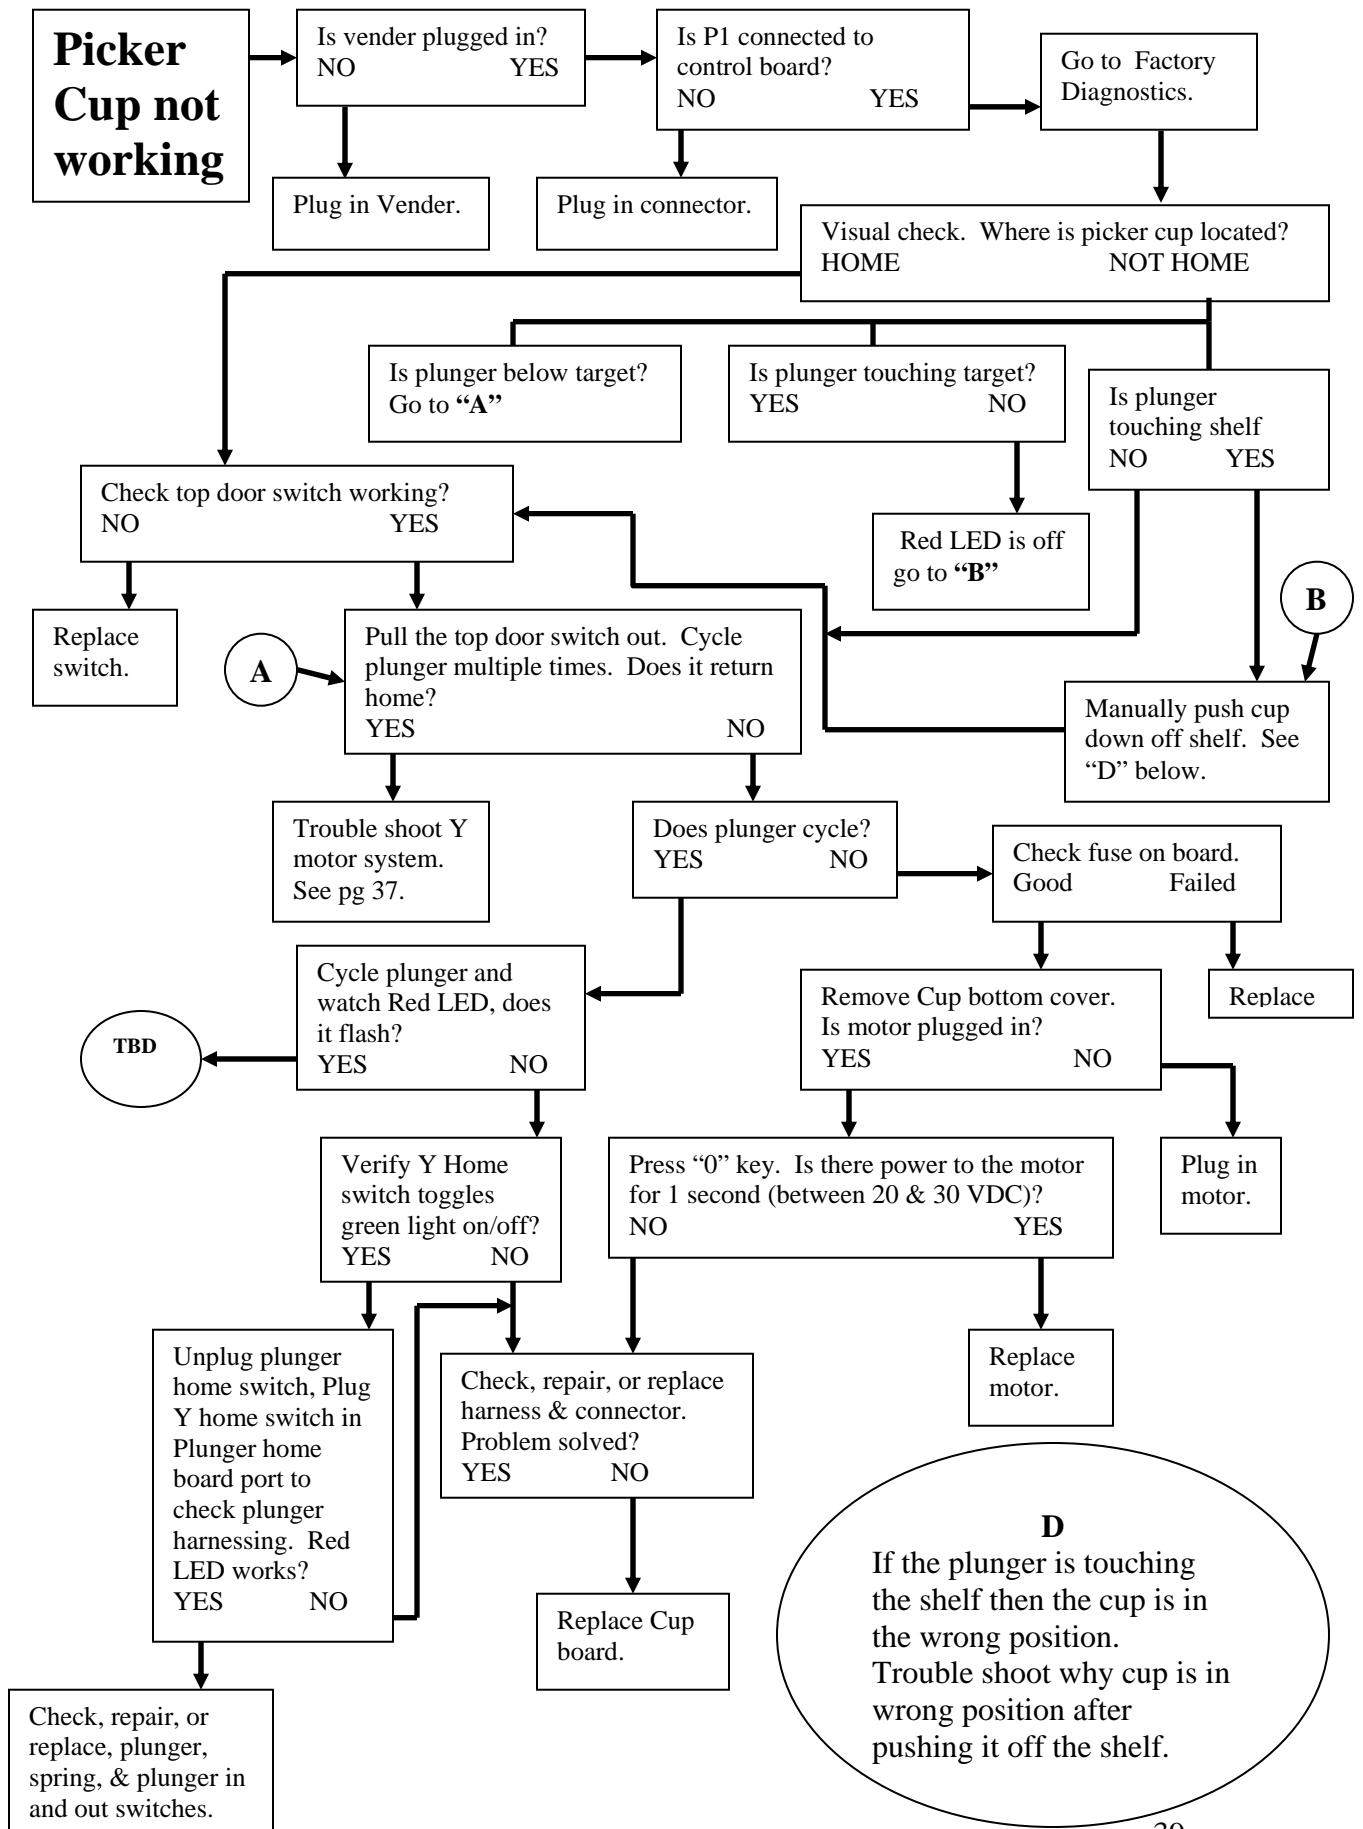 Picker
Cup not
working
Is vender plugged in?
NO YES
Is P1 connected to
control board?
NO YES
Go to Factory
Diagnostics.
Plug in Vender.
Plug in connector.
Visual check. Where is picker cup located?
HOME NOT HOME
Is plunger below target?
Go to “A”
Is plunger touching target?
YES NO
Is plunger
touching shelf
NO YES
Check top door switch working?
NO YES
Red LED is off
go to “B”
B
Replace
switch.
A
Pull the top door switch out. Cycle
plunger multiple times. Does it return
home?
YES NO
Manually push cup
down off shelf. See
“D” below.
Trouble shoot Y
motor system.
See pg 37.
Does plunger cycle?
YES NO
Check fuse on board.
Good Failed
Cycle plunger and
watch Red LED, does
it flash?
YES NO
Remove Cup bottom cover.
Is motor plugged in?
YES NO
Replace
TBD
Verify Y Home
switch toggles
green light on/off?
YES NO
Press “0” key. Is there power to the motor
for 1 second (between 20 & 30 VDC)?
NO YES
Plug in
motor.
Unplug plunger
home switch, Plug
Y home switch in
Plunger home
board port to
check plunger
harnessing. Red
LED works?
YES NO
Check, repair, or replace
harness & connector.
Problem solved?
YES NO
Replace
motor.
Replace Cup
board.
D
If the plunger is touching
the shelf then the cup is in
the wrong position.
Trouble shoot why cup is in
wrong position after
pushing it off the shelf.
Check, repair, or
replace, plunger,
spring, & plunger in
and out switches.